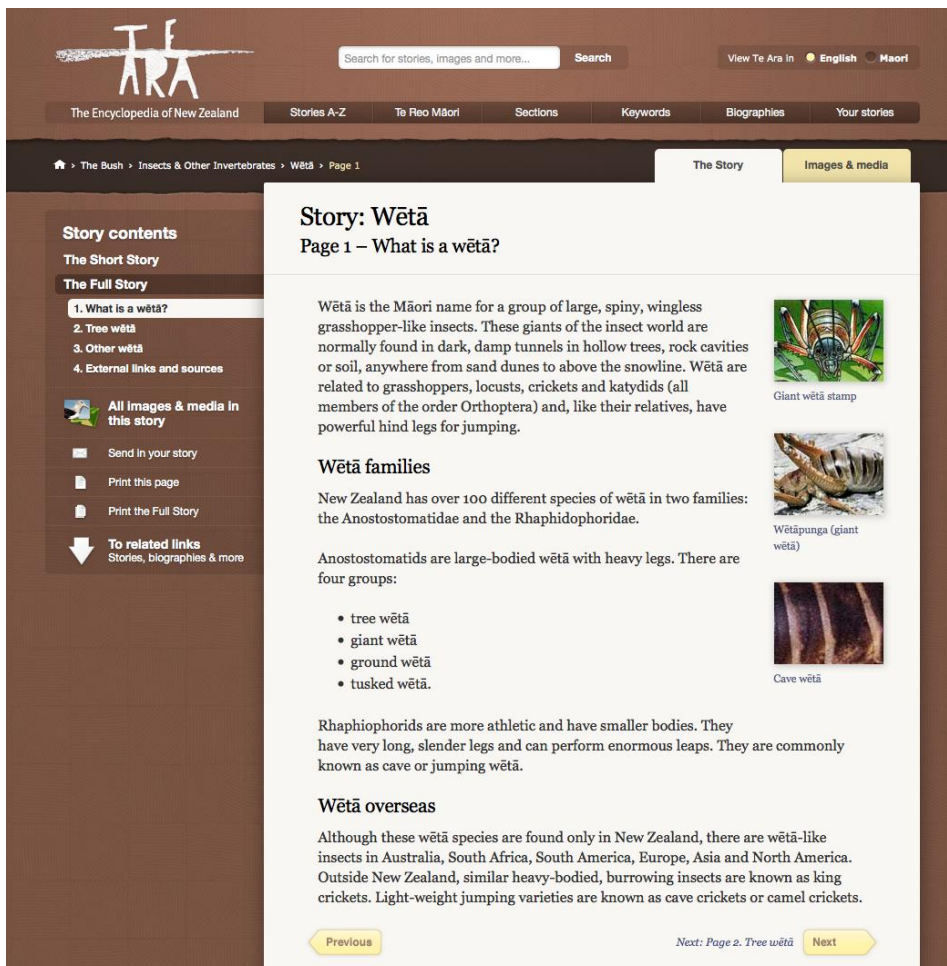 TE ARA
The Encyclopedia of New Zealand
Search for stories, images and more...
Search
View Te Ara in English Maori
Stories A-Z
Te Reo Māori
Sections
Keywords
Biographies
Your stories
The Bush › Insects & Other Invertebrates › Wētā › Page 1
The Story
Images & media
Story contents
The Short Story
The Full Story
1. What is a wētā?
2. Tree wētā
3. Other wētā
4. External links and sources
All images & media in
this story
Send in your story
Print this page
Print the Full Story
To related links
Stories, biographies & more
Story: Wētā
Page 1 – What is a wētā?
Wētā is the Māori name for a group of large, spiny, wingless
grasshopper-like insects. These giants of the insect world are
normally found in dark, damp tunnels in hollow trees, rock cavities
or soil, anywhere from sand dunes to above the snowline. Wētā are
related to grasshoppers, locusts, crickets and katydids (all
members of the order Orthoptera) and, like their relatives, have
powerful hind legs for jumping.
Wētā families
New Zealand has over 100 different species of wētā in two families:
the Anostostomatidae and the Rhaphidophoridae.
Anostostomatids are large-bodied wētā with heavy legs. There are
four groups:
• tree wētā
• giant wētā
• ground wētā
• tusked wētā.
Rhaphiophorids are more athletic and have smaller bodies. They
have very long, slender legs and can perform enormous leaps. They are commonly
known as cave or jumping wētā.
Wētā overseas
Although these wētā species are found only in New Zealand, there are wētā-like
insects in Australia, South Africa, South America, Europe, Asia and North America.
Outside New Zealand, similar heavy-bodied, burrowing insects are known as king
crickets. Light-weight jumping varieties are known as cave crickets or camel crickets.
Giant wētā stamp
Wētāpunga (giant
wētā)
Cave wētā
Previous
Next: Page 2. Tree wētā
Next